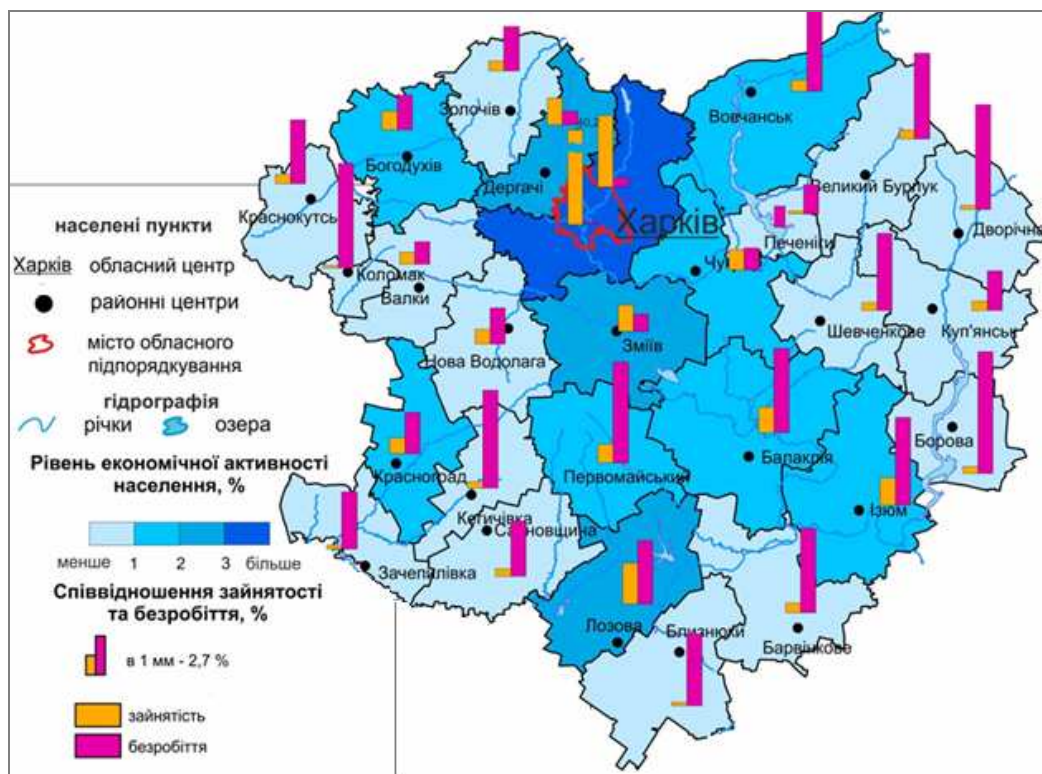 населені пункти
Харків обласний центр
районні центри
місто обласного
підпорядкування
гідрографія
річки озера
Рівень економічної активності
населення, %
менше 1 2 3 більше
Співвідношення зайнятості
та безробіття, %
в 1 мм - 2,7 %
зайнятість
безробіття
Золочів
Вовчанськ
Богодухів
Дергачі
Великий Бурлук
Краснокутсь
Харків
Печеніги
Дворічна
Коломак
Валки
Чу
Шевченкове
Куп'янськ
Нова Водолага
Зміїв
Борова
Красноград
Первомайський
Балаклія
Кегичівка
Ізюм
Сахновщина
Зачепилівка
Лозова
Близнюки
Барвінкове